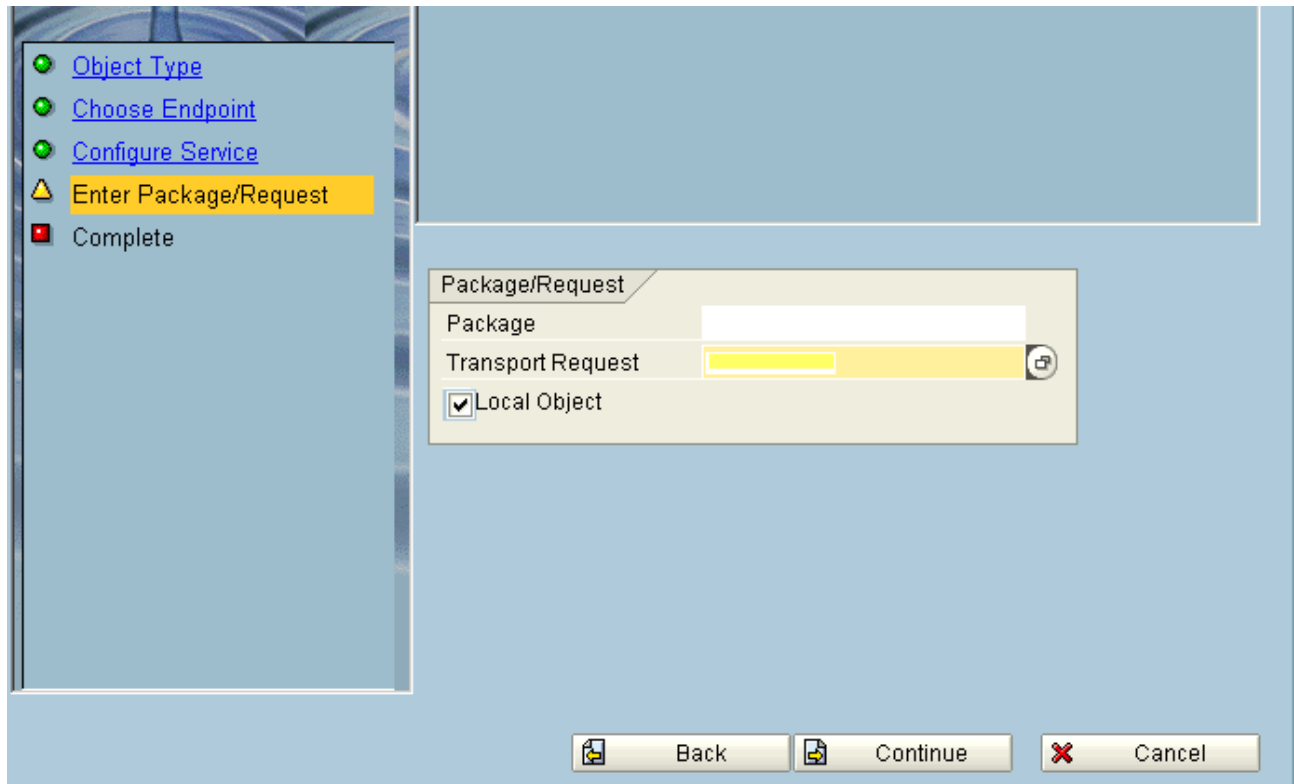 Object Type
Choose Endpoint
Configure Service
Enter Package/Request
Complete
Package/Request
Package
Transport Request
Local Object
Back
Continue
Cancel